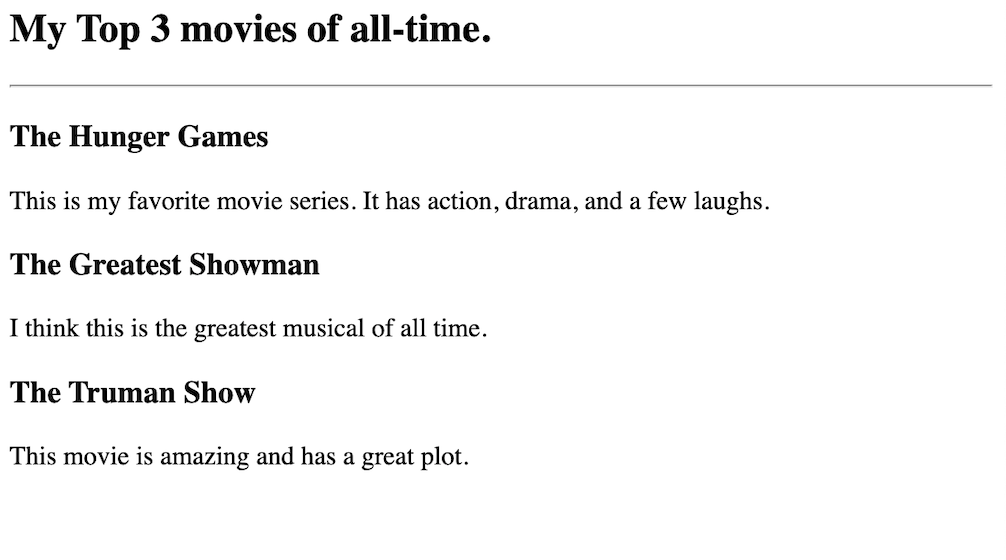 My Top 3 movies of all-time.
The Hunger Games
This is my favorite movie series. It has action, drama, and a few laughs.
The Greatest Showman
I think this is the greatest musical of all time.
The Truman Show
This movie is amazing and has a great plot.